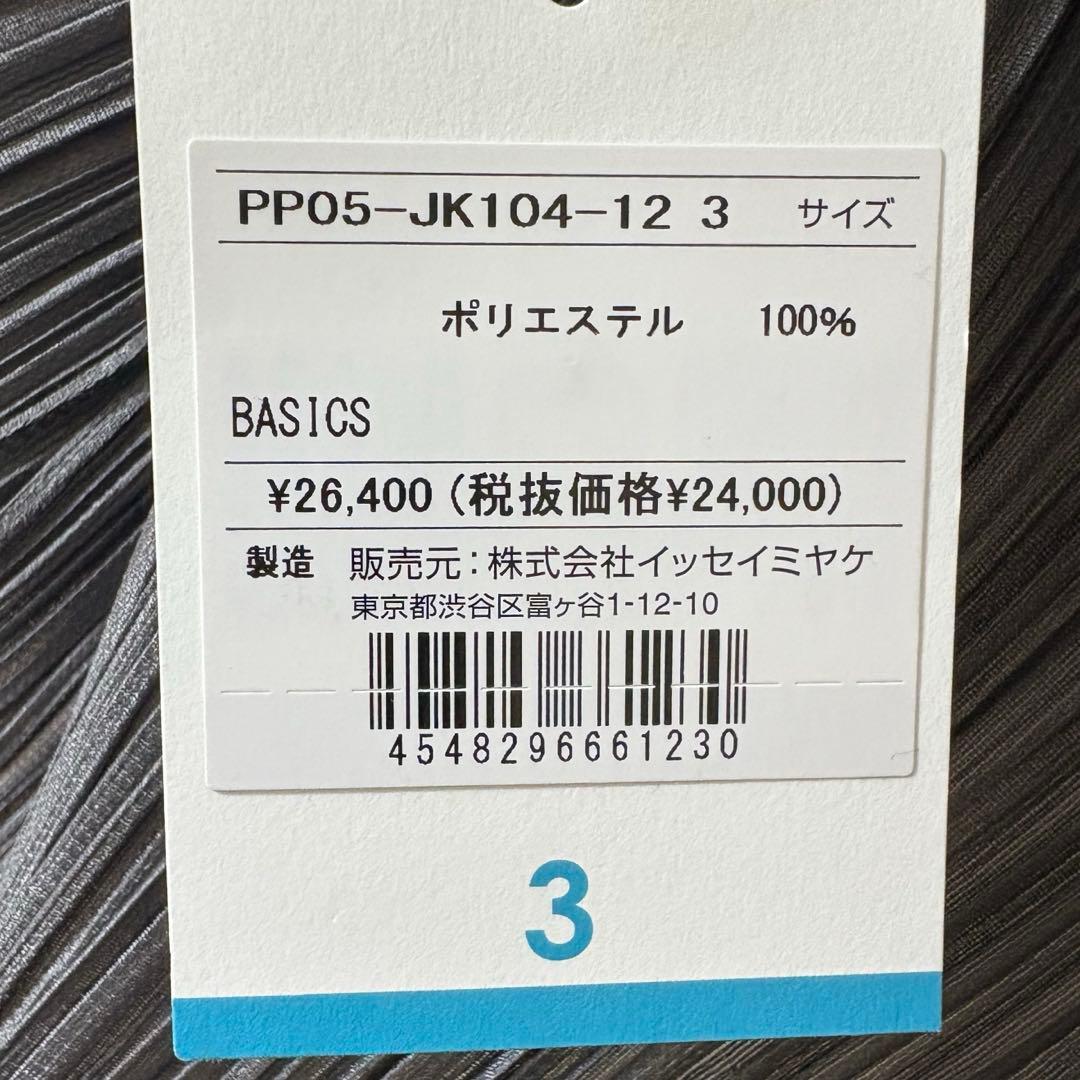 PP05-JK104-12 3 サイズ
ポリエステル 100%
BASICS
¥26,400(税抜価格¥24,000)
製造 販売元:株式会社イッセイミヤケ
東京都渋谷区富ヶ谷1-12-10
4548296661230
3